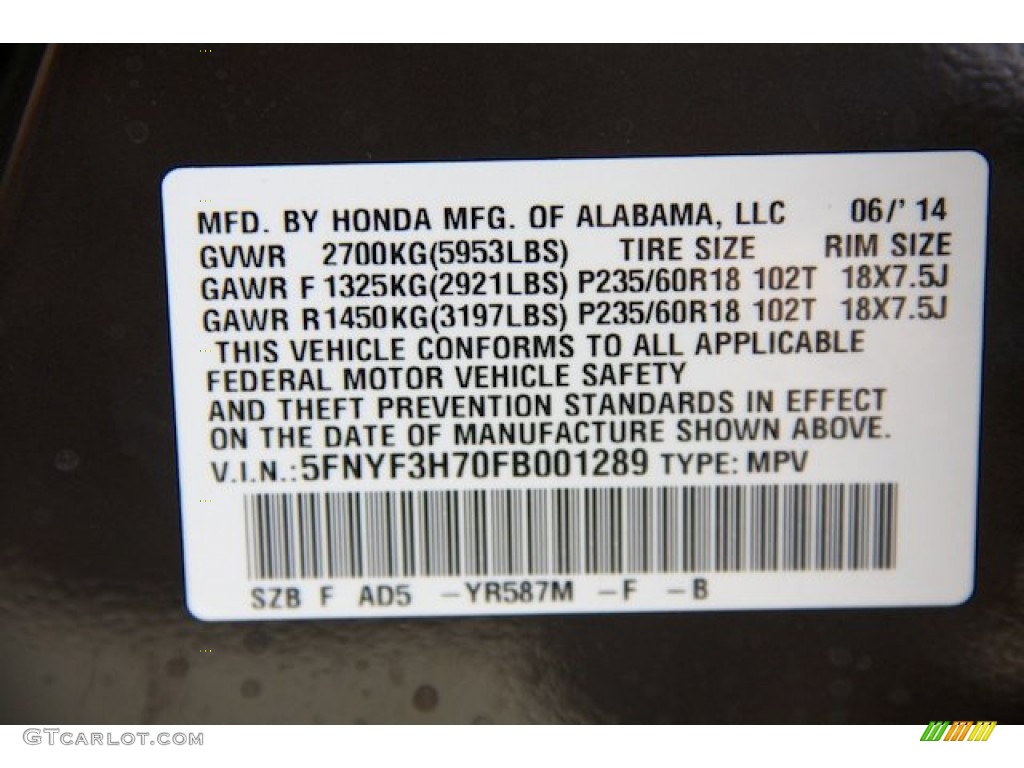 MFD. BY HONDA MFG. OF ALABAMA, LLC 06/' 14
GVWR 2700KG(5953LBS) TIRE SIZE RIM SIZE
GAWR F 1325KG(2921LBS) P235/60R18 102T 18X7.5J
GAWR R1450KG(3197LBS) P235/60R18 102T 18X7.5J
THIS VEHICLE CONFORMS TO ALL APPLICABLE
FEDERAL MOTOR VEHICLE SAFETY
AND THEFT PREVENTION STANDARDS IN EFFECT
ON THE DATE OF MANUFACTURE SHOWN ABOVE.
V.I.N.: 5FNYF3H70FB001289 TYPE: MPV
SZB F AD5 -YR587M -F -B
GTCARLOT.COM